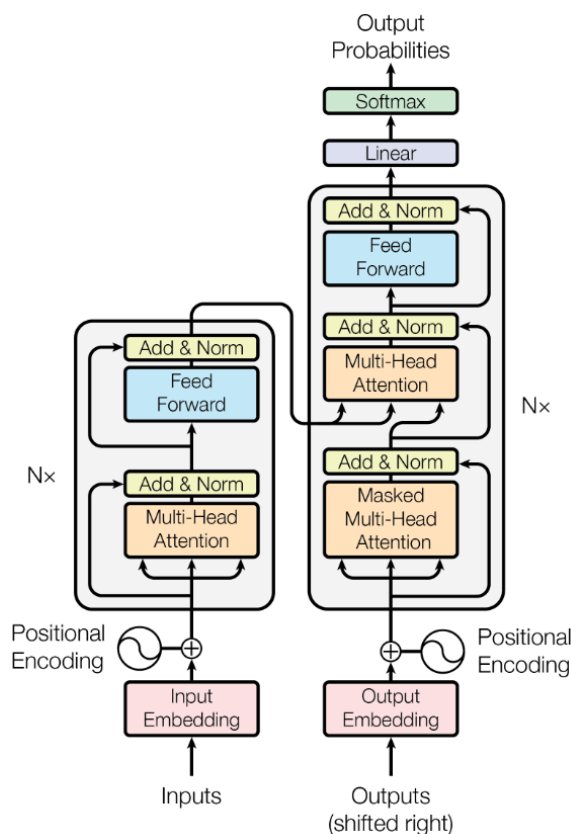 Output
Probabilities
Softmax
Linear
Add & Norm
Feed
Forward
Add & Norm
Multi-Head
Attention
Add & Norm
Masked
Multi-Head
Attention
N×
Add & Norm
Feed
Forward
Add & Norm
Multi-Head
Attention
N×
Positional
Encoding
Positional
Encoding
Input
Embedding
Output
Embedding
Inputs
Outputs
(shifted right)